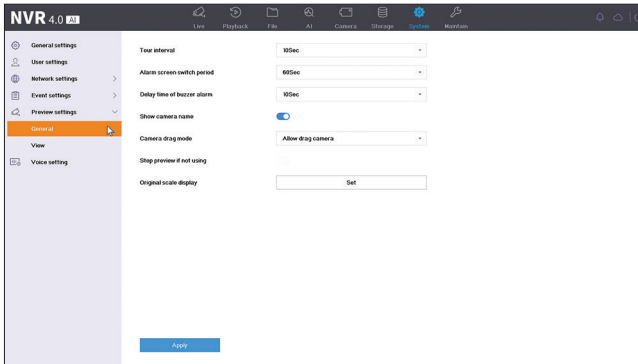 NVR 4.0 AI
Live Playback File AI Camera Storage System Maintain
General settings
User settings
Network settings
Event settings
Preview settings
General
View
Voice setting
Tour interval 10Sec
Alarm screen switch period 60Sec
Delay time of buzzer alarm 10Sec
Show camera name
Camera drag mode Allow drag camera
Stop preview if not using
Original scale display Set
Apply